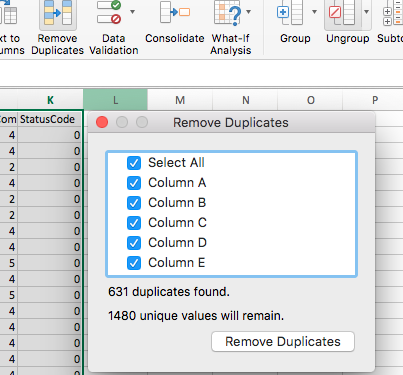 xt to Remove Data Consolidate What-If Group Ungroup Subto
umns Duplicates Validation Analysis
K L M N O P
Com StatusCode
4 0
4 0
2 0
2 0
4 0
4 0
4 0
2 0
4 0
5 0
5 0
4 0
4 0
4 0
4 0
Remove Duplicates
Select All
Column A
Column B
Column C
Column D
Column E
631 duplicates found.
1480 unique values will remain.
Remove Duplicates